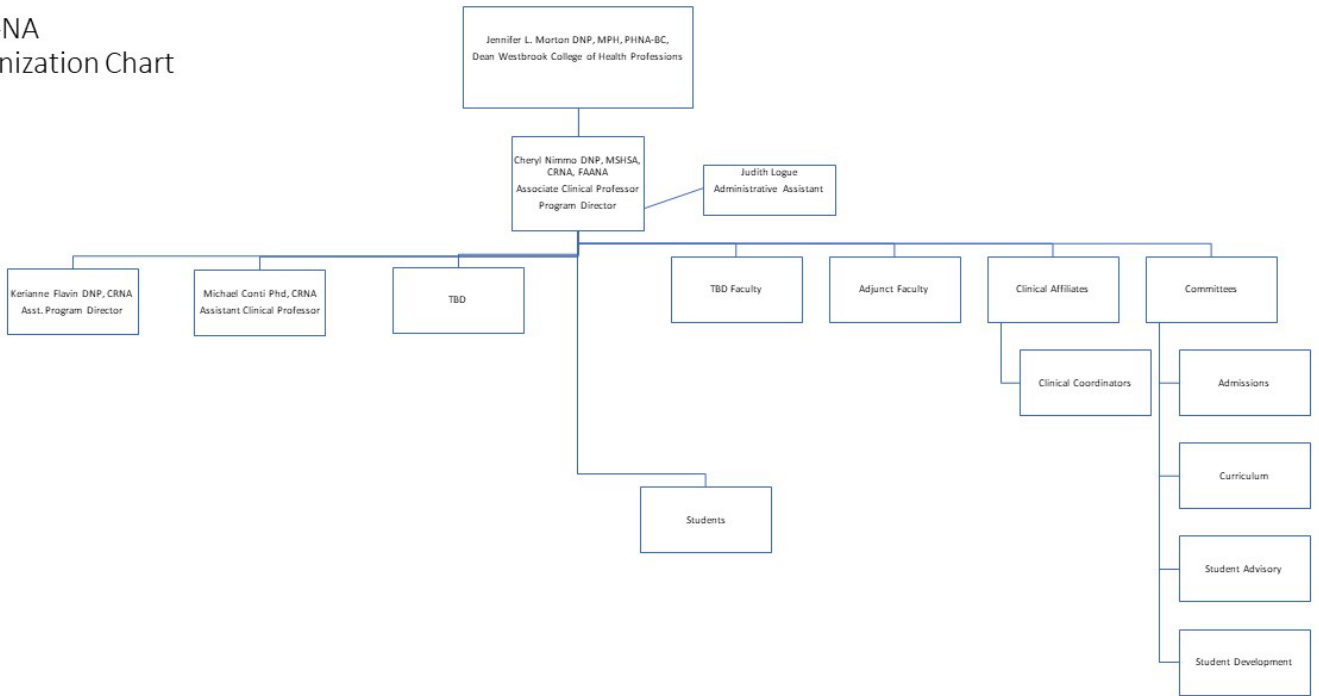 NA
nization Chart
Jennifer L. Morton DNP, MPH, PHNA-BC,
Dean Westbrook College of Health Professions
Cheryl Nimmo DNP, MSHSA,
CRNA, FAANA
Associate Clinical Professor
Program Director
Judith Logue
Administrative Assistant
Kerianne Flavin DNP, CRNA
Asst. Program Director
Michael Conti Phd, CRNA
Assistant Clinical Professor
TBD
TBD Faculty
Adjunct Faculty
Clinical Affiliates
Committees
Clinical Coordinators
Admissions
Curriculum
Students
Student Advisory
Student Development